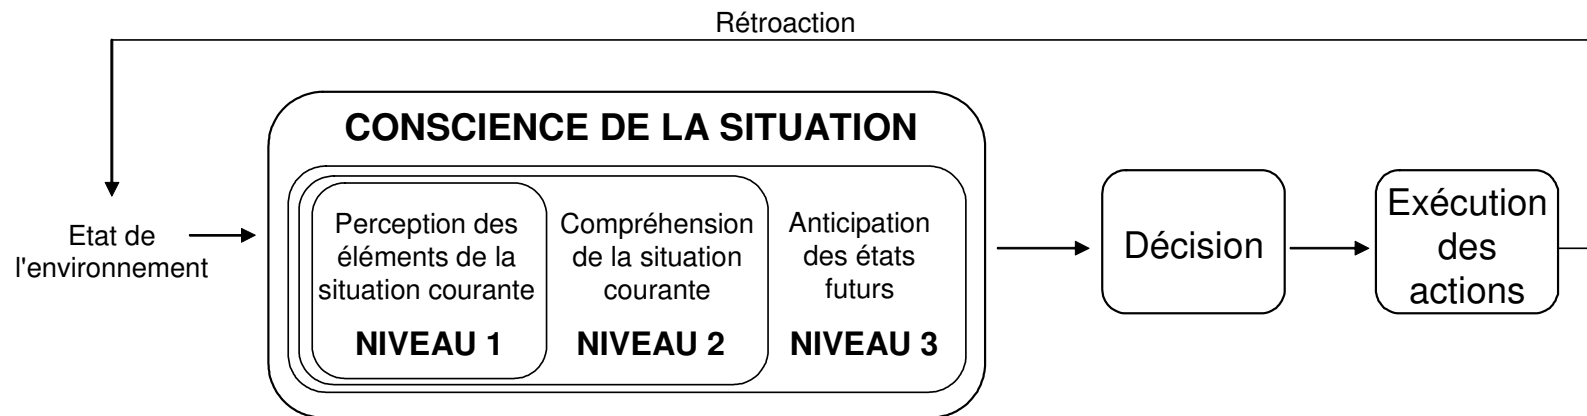 Rétroaction
CONSCIENCE DE LA SITUATION
Etat de
l'environnement
Perception des
éléments de la
situation courante
NIVEAU 1
Compréhension
de la situation
courante
NIVEAU 2
Anticipation
des états
futurs
NIVEAU 3
Décision
Exécution
des
actions